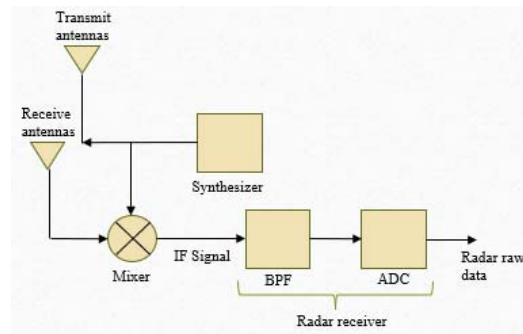 Transmit
antennas
Receive
antennas
Synthesizer
Mixer
IF Signal
BPF
ADC
Radar raw
data
Radar receiver